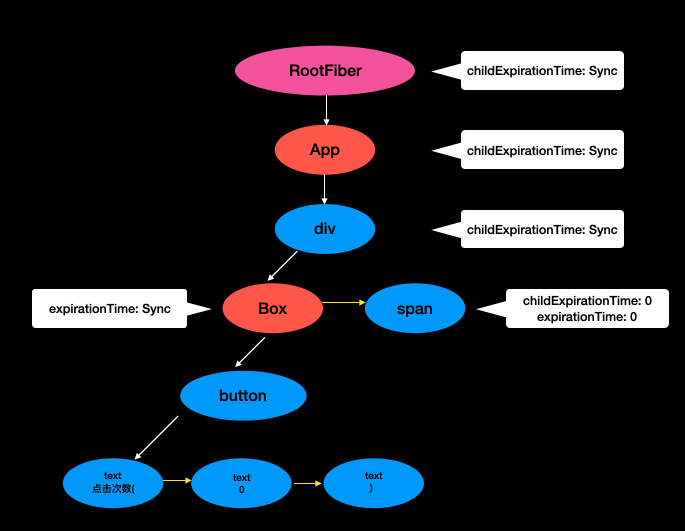 RootFiber
childExpirationTime: Sync
App
childExpirationTime: Sync
div
childExpirationTime: Sync
expirationTime: Sync
Box
span
childExpirationTime: 0
expirationTime: 0
button
text
点击次数(
text
0
text
)